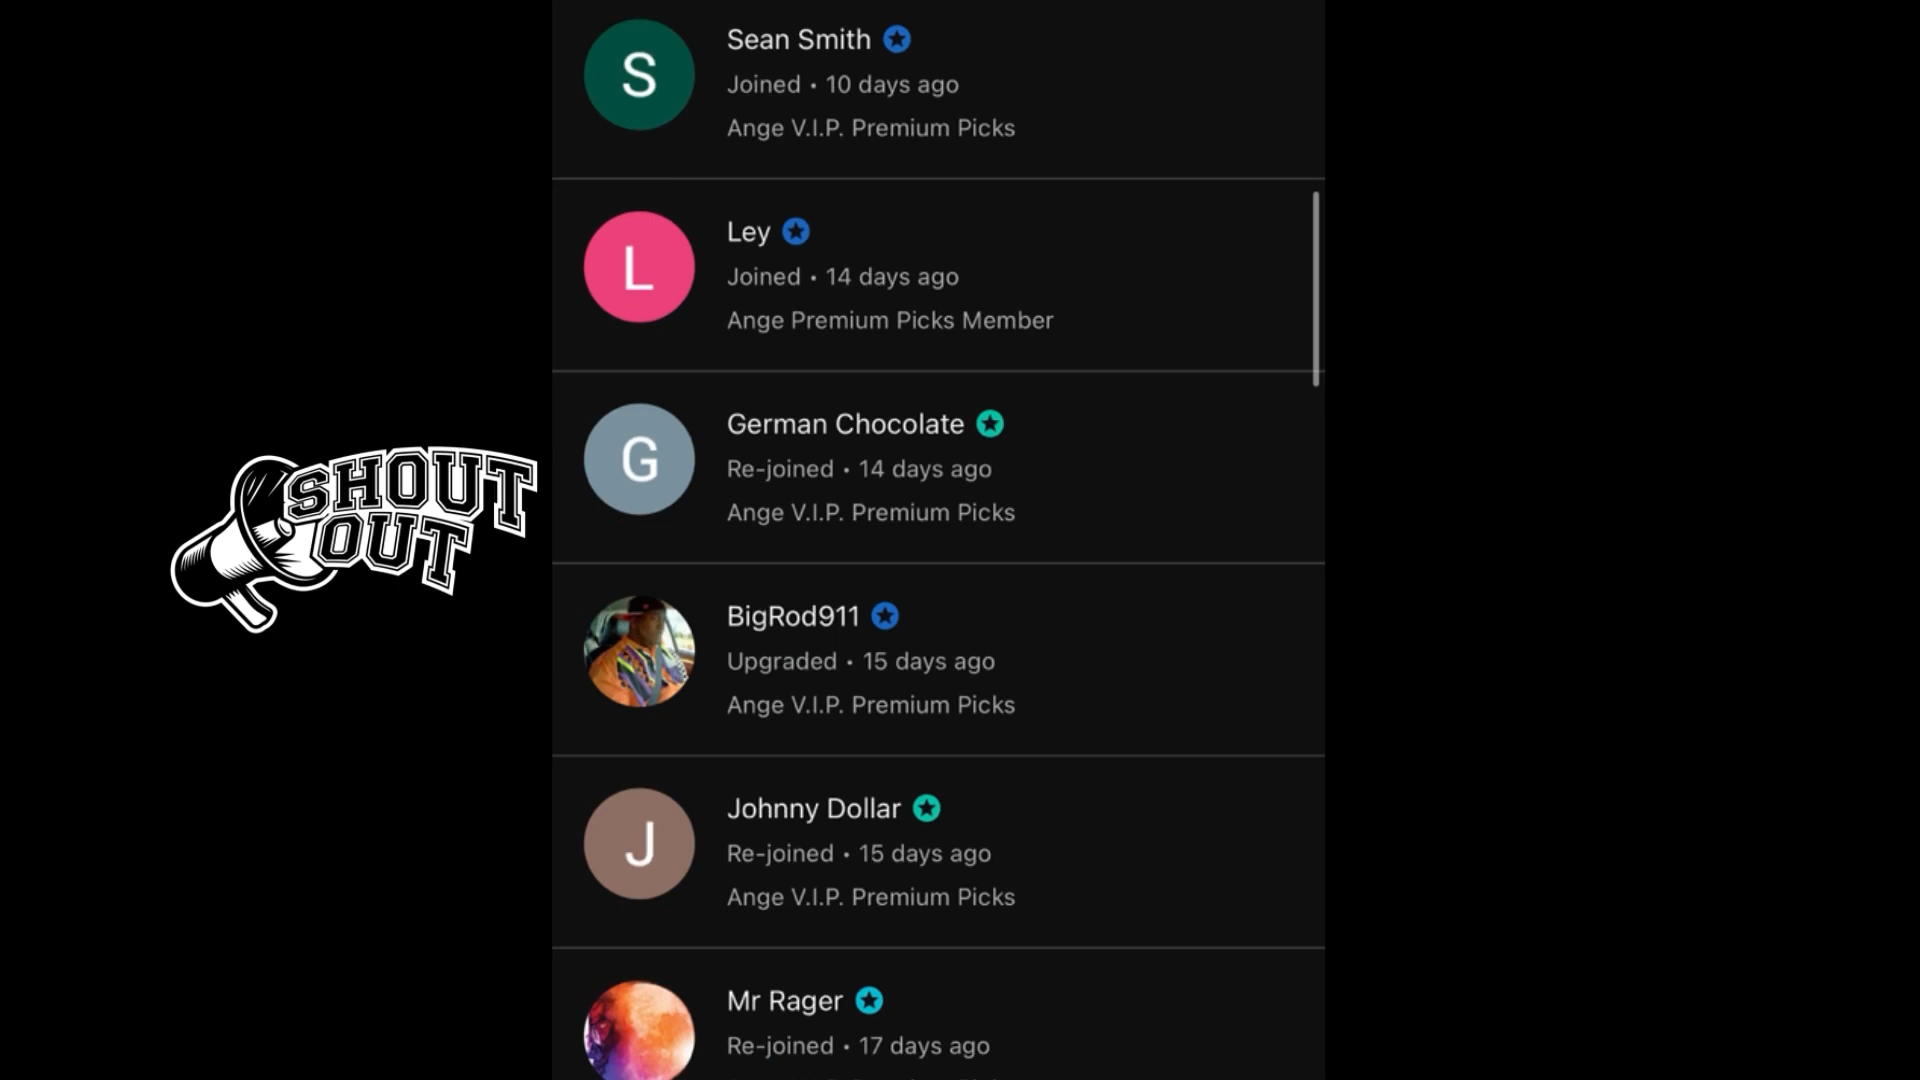 Sean Smith
Joined • 10 days ago
Ange V.I.P. Premium Picks
Ley
Joined • 14 days ago
Ange Premium Picks Member
German Chocolate
Re-joined • 14 days ago
Ange V.I.P. Premium Picks
SHOUT
OUT
BigRod911
Upgraded • 15 days ago
Ange V.I.P. Premium Picks
Johnny Dollar
Re-joined • 15 days ago
Ange V.I.P. Premium Picks
Mr Rager
Re-joined • 17 days ago
S
L
G
J